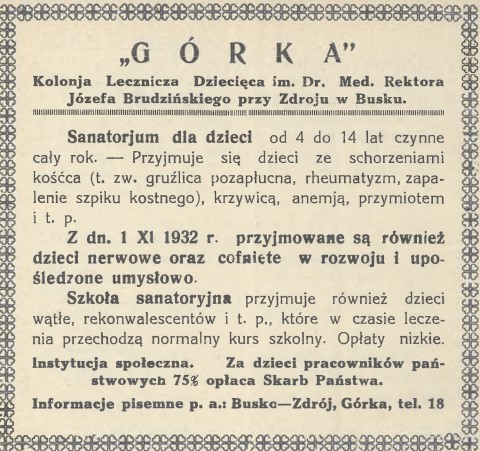 „GÓRKA”
Kolonja Lecznicza Dziecięca im. Dr. Med. Rektora
Józefa Brudzińskiego przy Zdroju w Busku.
Sanatorjum dla dzieci od 4 do 14 lat czynne
cały rok. — Przyjmuje się dzieci ze schorzeniami
kośćca (t. zw. gruźlica pozapłucna, rheumatyzm, zapa-
lenie szpiku kostnego), krzywicą, anemją, przymiotem
i t. p.
Z dn. 1 XI 1932 r. przyjmowane są również
dzieci nerwowe oraz cofnięte w rozwoju i upo-
śledzone umysłowo.
Szkoła sanatoryjna przyjmuje również dzieci
wątłe, rekonwalescentów i t. p., które w czasie lecze-
nia przechodzą normalny kurs szkolny. Opłaty nizkie.
Instytucja społeczna. Za dzieci pracowników pań-
stwowych 75% opłaca Skarb Państwa.
Informacje pisemne p. a.: Busko—Zdrój, Górka, tel. 18